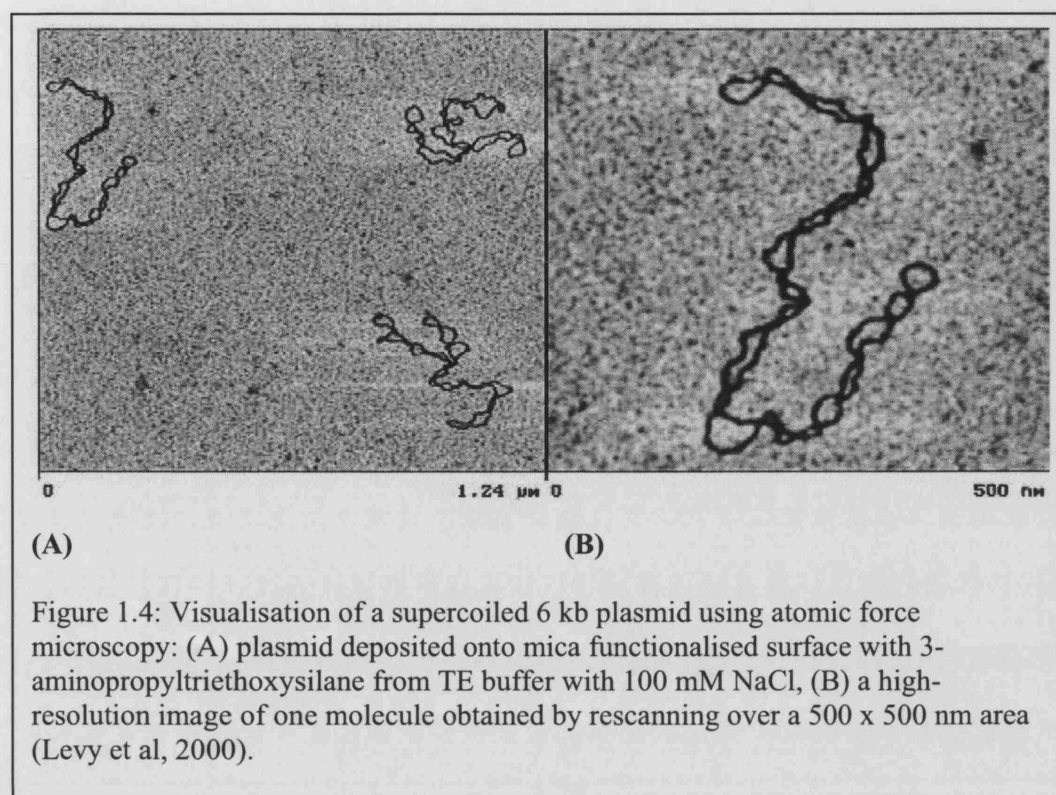 0 1.24 µм 0 500 nм
(A) (B)
Figure 1.4: Visualisation of a supercoiled 6 kb plasmid using atomic force
microscopy: (A) plasmid deposited onto mica functionalised surface with 3-
aminopropyltriethoxysilane from TE buffer with 100 mM NaCl, (B) a high-
resolution image of one molecule obtained by rescanning over a 500 x 500 nm area
(Levy et al, 2000).